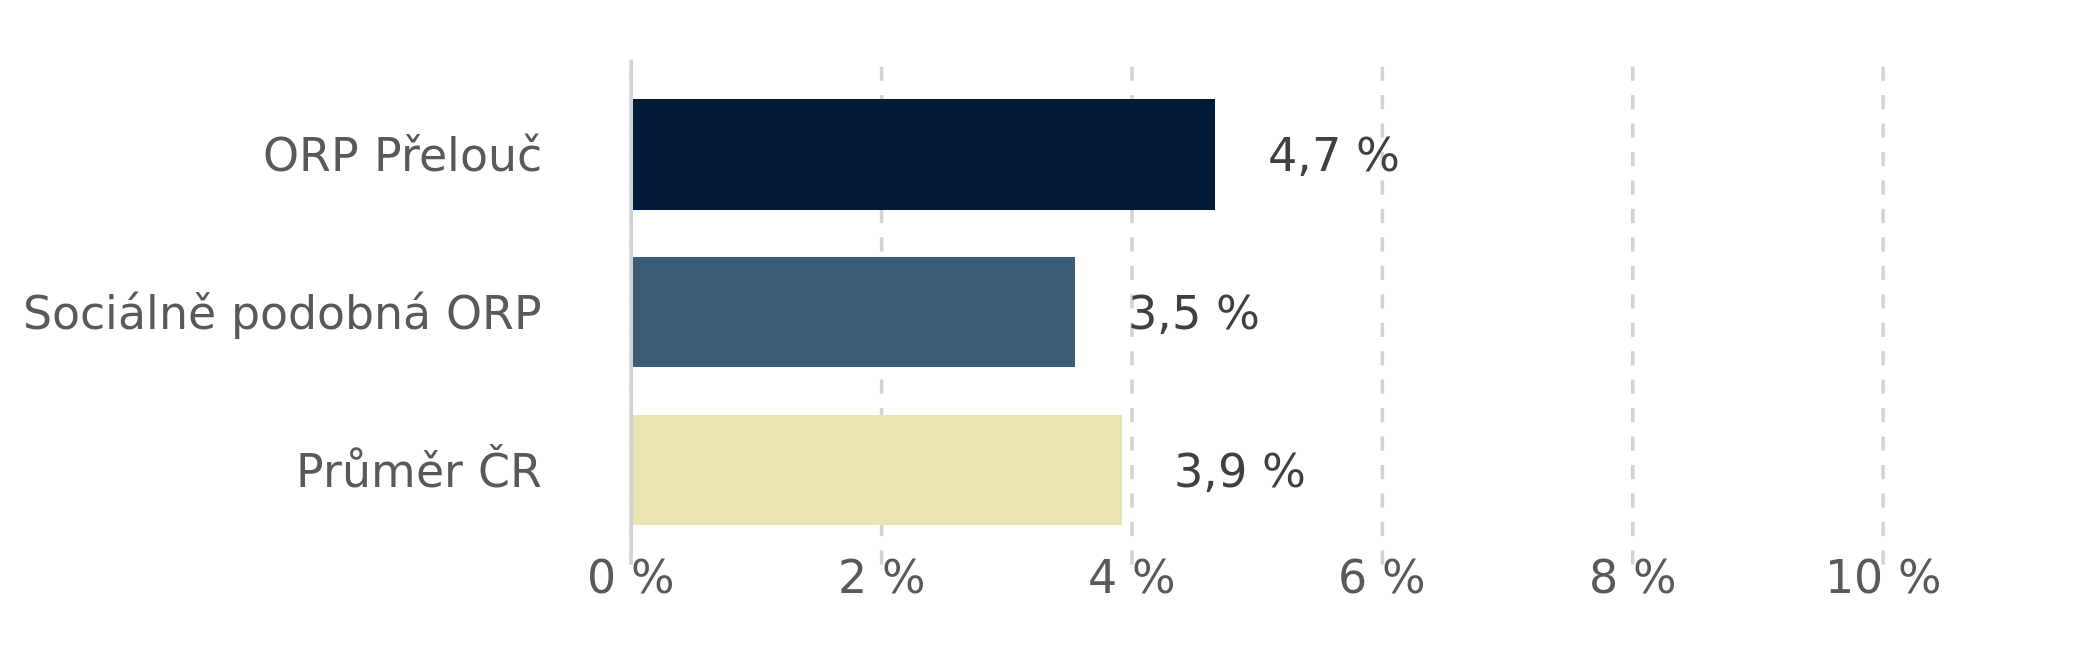 ORP Přelouč 4,7 %
Sociálně podobná ORP 3,5 %
Průměr ČR 3,9 %
0 % 2 % 4 % 6 % 8 % 10 %